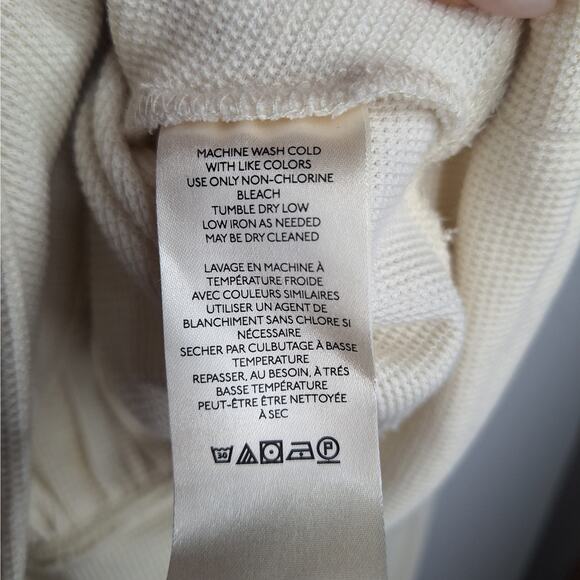 MACHINE WASH COLD
WITH LIKE COLORS
USE ONLY NON-CHLORINE
BLEACH
TUMBLE DRY LOW
LOW IRON AS NEEDED
MAY BE DRY CLEANED
LAVAGE EN MACHINE À
TEMPÉRATURE FROIDE
AVEC COULEURS SIMILAIRES
UTILISER UN AGENT DE
BLANCHIMENT SANS CHLORE SI
NÉCESSAIRE
SECHER PAR CULBUTAGE À BASSE
TEMPERATURE
REPASSER, AU BESOIN, À TRÉS
BASSE TEMPÉRATURE
PEUT-ÊTRE ÊTRE NETTOYÉE
À SEC
30 P